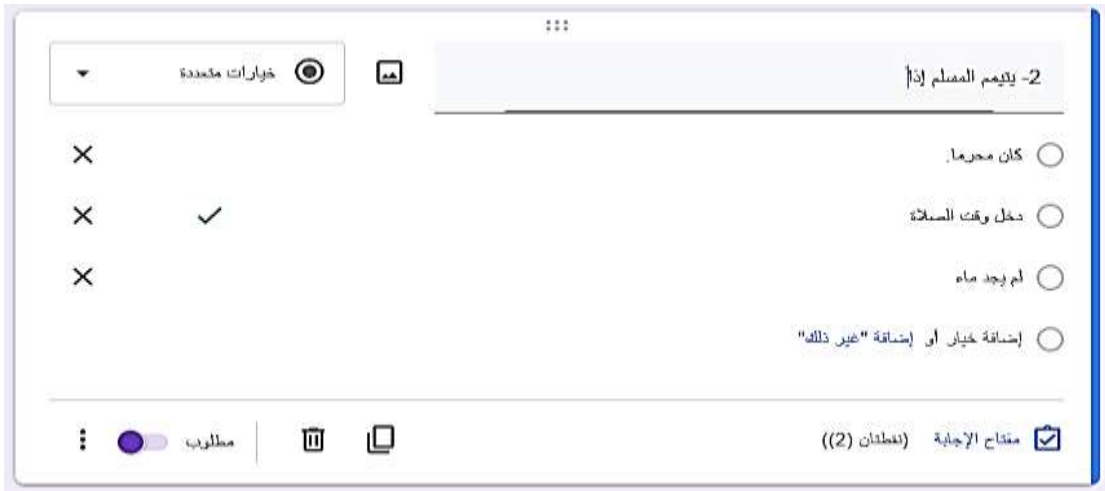 2- يتيمم المسلم إذا
خيارات متعددة
كان محرما.
دخل وقت الصلاة
لم يجد ماء
إضافة خيار أو إضافة "غير ذلك"
مفتاح الإجابة (نقطتان (2))
مطلوب